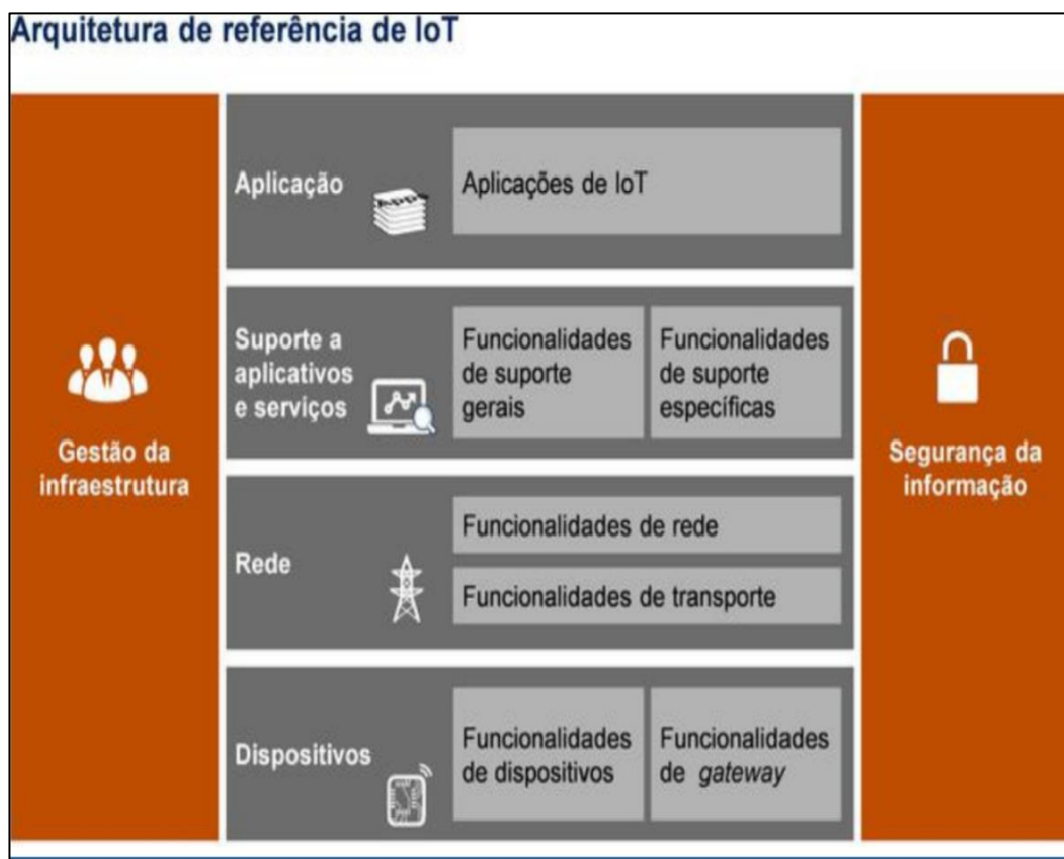 Arquitetura de referência de IoT
Gestão da
infraestrutura
Aplicação
Apps
Aplicações de IoT
Suporte a
aplicativos
e serviços
Funcionalidades
de suporte
gerais
Funcionalidades
de suporte
específicas
Rede
Funcionalidades de rede
Funcionalidades de transporte
Dispositivos
Funcionalidades
de dispositivos
Funcionalidades
de gateway
Segurança da
informação